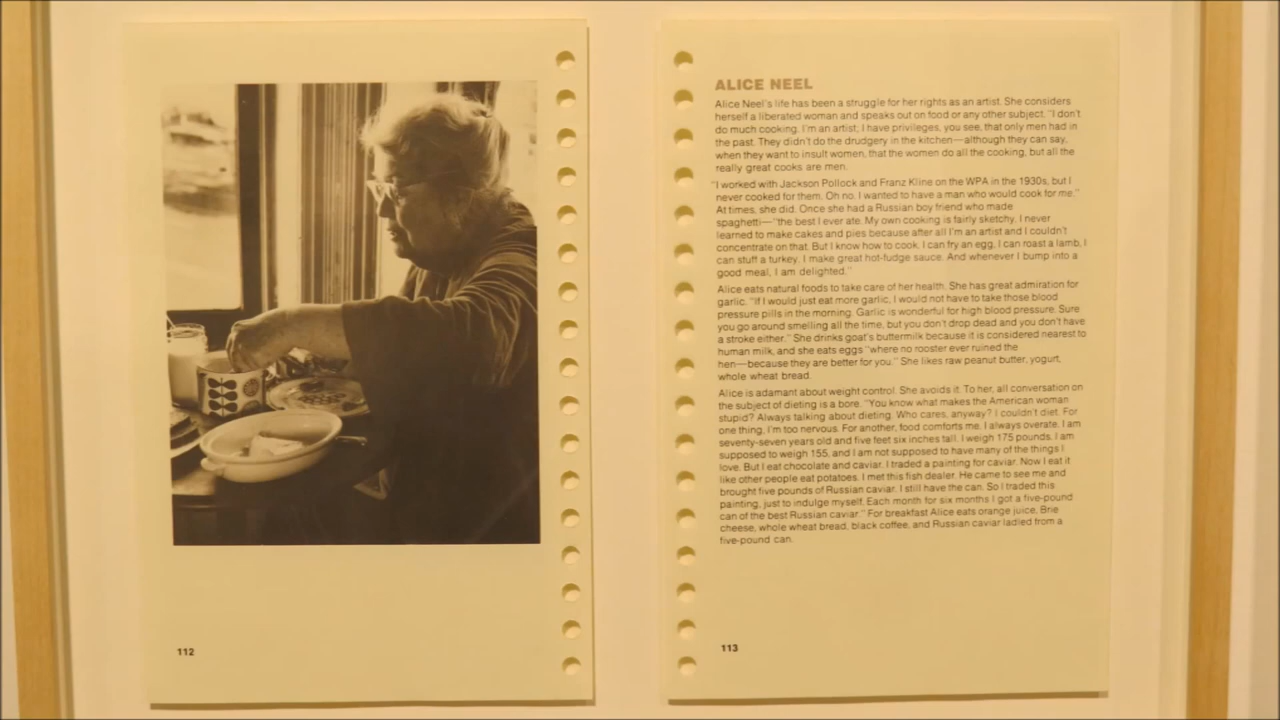 112
ALICE NEEL
Alice Neel's life has been a struggle for her rights as an artist. She considers
herself a liberated woman and speaks out on food or any other subject. "I don't
do much cooking. I'm an artist; I have privileges, you see, that only men had in
the past. They didn't do the drudgery in the kitchen—although they can say,
when they want to insult women, that the women do all the cooking, but all the
really great cooks are men.
"I worked with Jackson Pollock and Franz Kline on the WPA in the 1930s, but I
never cooked for them. Oh no. I wanted to have a man who would cook for me."
At times, she did. Once she had a Russian boy friend who made
spaghetti—"the best I ever ate. My own cooking is fairly sketchy. I never
learned to make cakes and pies because after all I'm an artist and I couldn't
concentrate on that. But I know how to cook. I can fry an egg, I can roast a lamb, I
can stuff a turkey. I make great hot-fudge sauce. And whenever I bump into a
good meal, I am delighted."
Alice eats natural foods to take care of her health. She has great admiration for
garlic. "If I would just eat more garlic, I would not have to take those blood
pressure pills in the morning. Garlic is wonderful for high blood pressure. Sure
you go around smelling all the time, but you don't drop dead and you don't have
a stroke either." She drinks goat's buttermilk because it is considered nearest to
human milk, and she eats eggs "where no rooster ever ruined the
hen—because they are better for you." She likes raw peanut butter, yogurt,
whole wheat bread.
Alice is adamant about weight control. She avoids it. To her, all conversation on
the subject of dieting is a bore. "You know what makes the American woman
stupid? Always talking about dieting. Who cares, anyway? I couldn't diet. For
one thing, I'm too nervous. For another, food comforts me. I always overate. I am
seventy-seven years old and five feet six inches tall. I weigh 175 pounds. I am
supposed to weigh 155, and I am not supposed to have many of the things I
love. But I eat chocolate and caviar. I traded a painting for caviar. Now I eat it
like other people eat potatoes. I met this fish dealer. He came to see me and
brought five pounds of Russian caviar. I still have the can. So I traded this
painting, just to indulge myself. Each month for six months I got a five-pound
can of the best Russian caviar." For breakfast Alice eats orange juice, Brie
cheese, whole wheat bread, black coffee, and Russian caviar ladled from a
five-pound can.
113